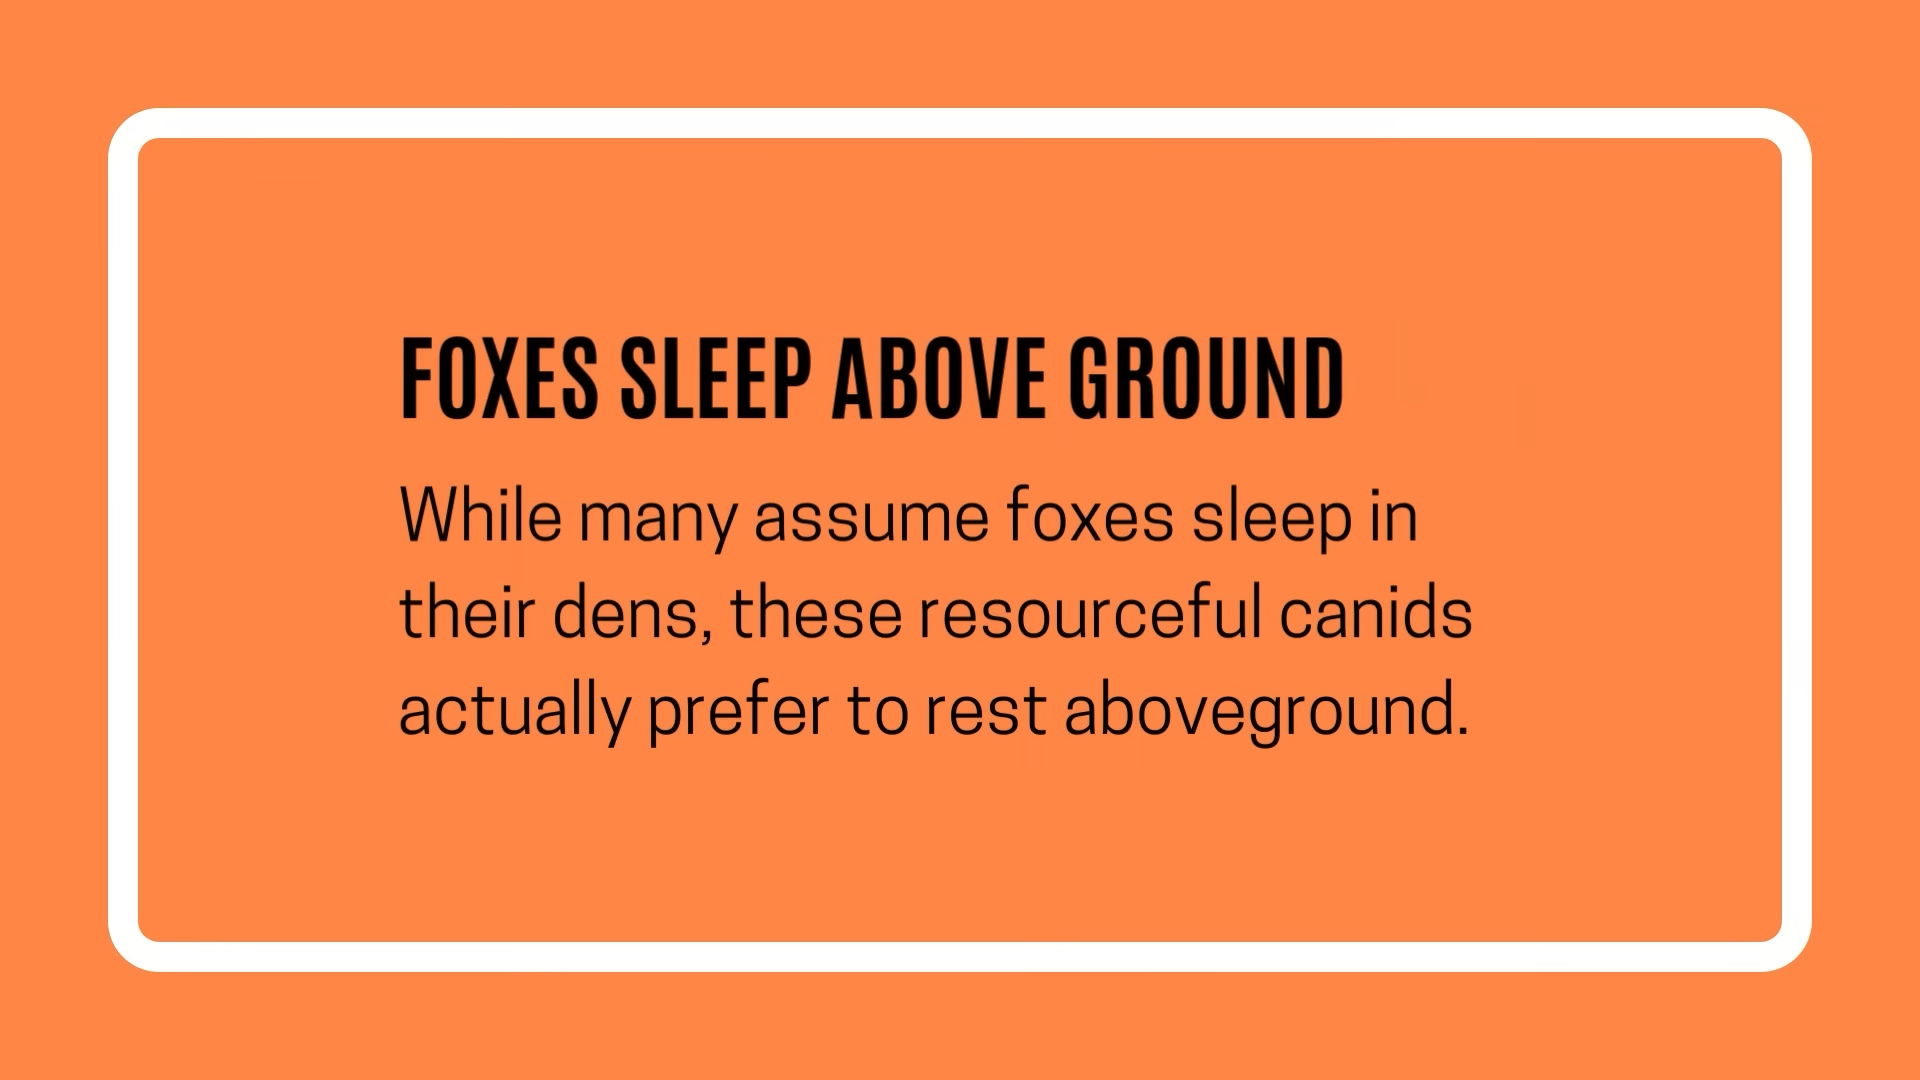 FOXES SLEEP ABOVE GROUND
While many assume foxes sleep in
their dens, these resourceful canids
actually prefer to rest aboveground.